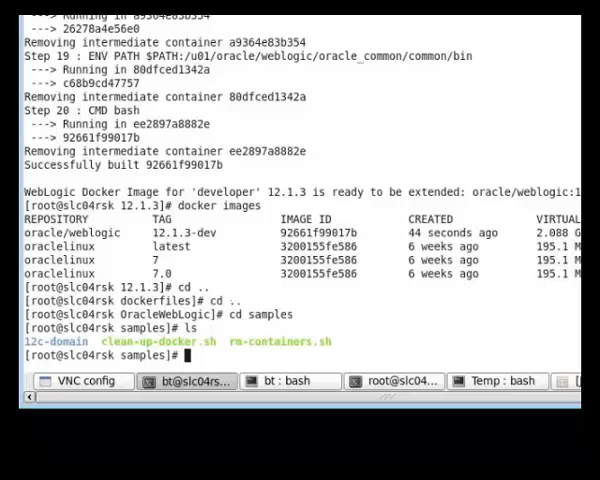 ---> Running in a9364e83b354
---> 26278a4e56e0
Removing intermediate container a9364e83b354
Step 19 : ENV PATH $PATH:/u01/oracle/weblogic/oracle_common/common/bin
---> Running in 80dfced1342a
---> c68b9cd47757
Removing intermediate container 80dfced1342a
Step 20 : CMD bash
---> Running in ee2897a8882e
---> 92661f99017b
Removing intermediate container ee2897a8882e
Successfully built 92661f99017b
WebLogic Docker Image for 'developer' 12.1.3 is ready to be extended: oracle/weblogic:1
[root@slc04rsk 12.1.3]# docker images
REPOSITORY TAG IMAGE ID CREATED VIRTUAL
oracle/weblogic 12.1.3-dev 92661f99017b 44 seconds ago 2.088 G
oraclelinux latest 3200155fe586 6 weeks ago 195.1 M
oraclelinux 7 3200155fe586 6 weeks ago 195.1 M
oraclelinux 7.0 3200155fe586 6 weeks ago 195.1 M
[root@slc04rsk 12.1.3]# cd ..
[root@slc04rsk dockerfiles]# cd ..
[root@slc04rsk OracleWebLogic]# cd samples
[root@slc04rsk samples]# ls
12c-domain clean-up-docker.sh rm-containers.sh
[root@slc04rsk samples]#
VNC config bt@slc04rs... bt : bash root@slc04... Temp : bash [